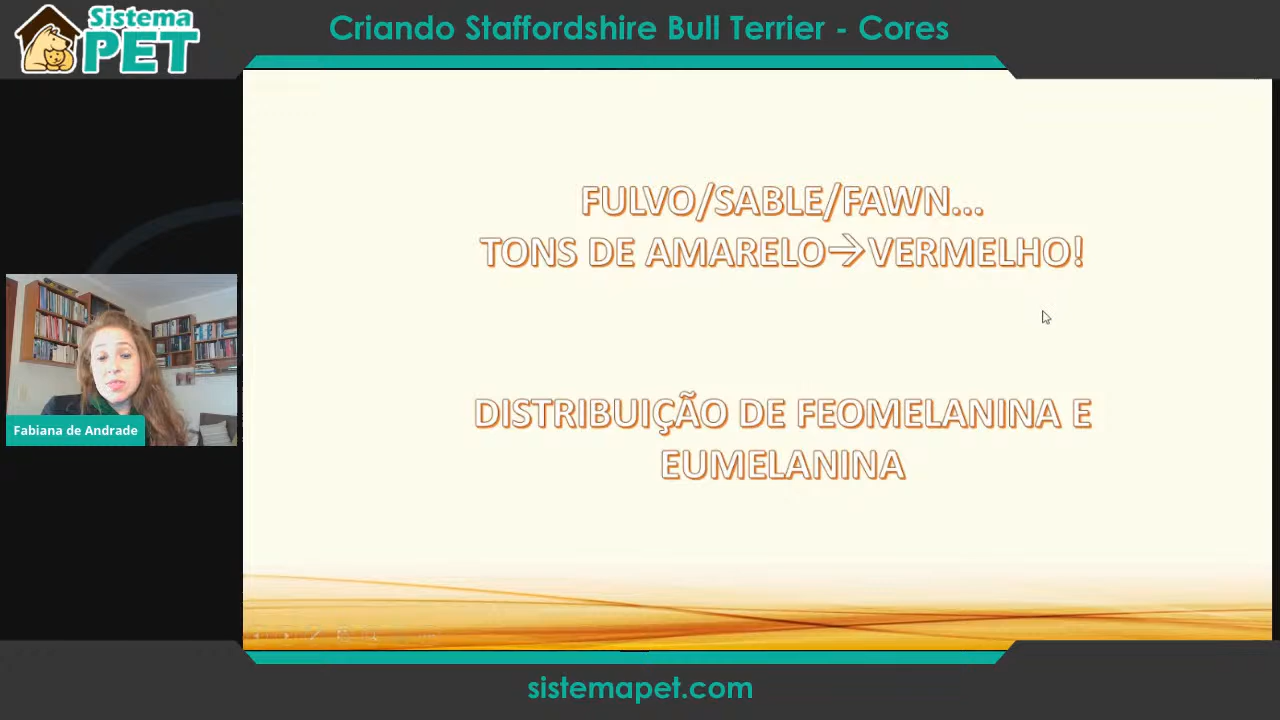 Sistema
PET
Criando Staffordshire Bull Terrier - Cores
FULVO/SABLE/FAWN...
TONS DE AMARELO→VERMELHO!
DISTRIBUIÇÃO DE FEOMELANINA E
EUMELANINA
Fabiana de Andrade
sistemapet.com